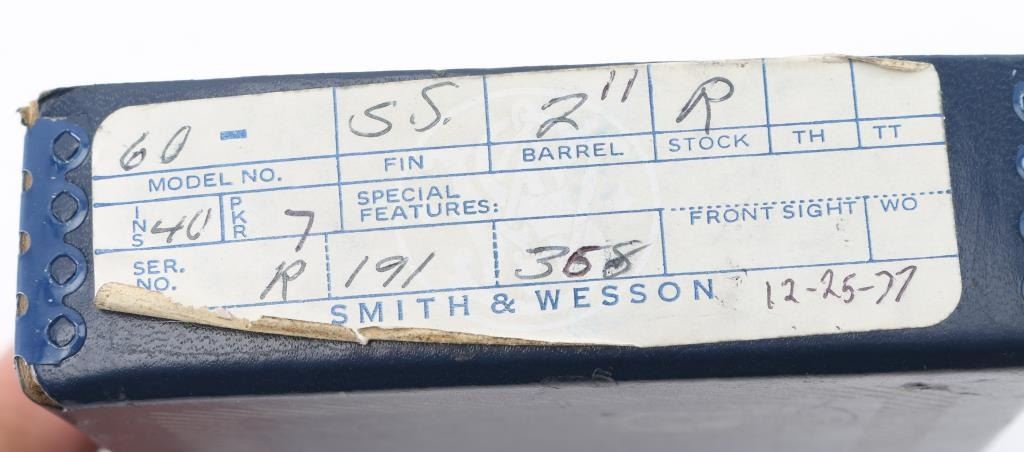 60 - SS. 2" R
MODEL NO. FIN BARREL STOCK TH TT
INS 40 PKR 7 SPECIAL FEATURES:
FRONT SIGHT WO
SER. NO. R 191 368
SMITH & WESSON 12-25-77